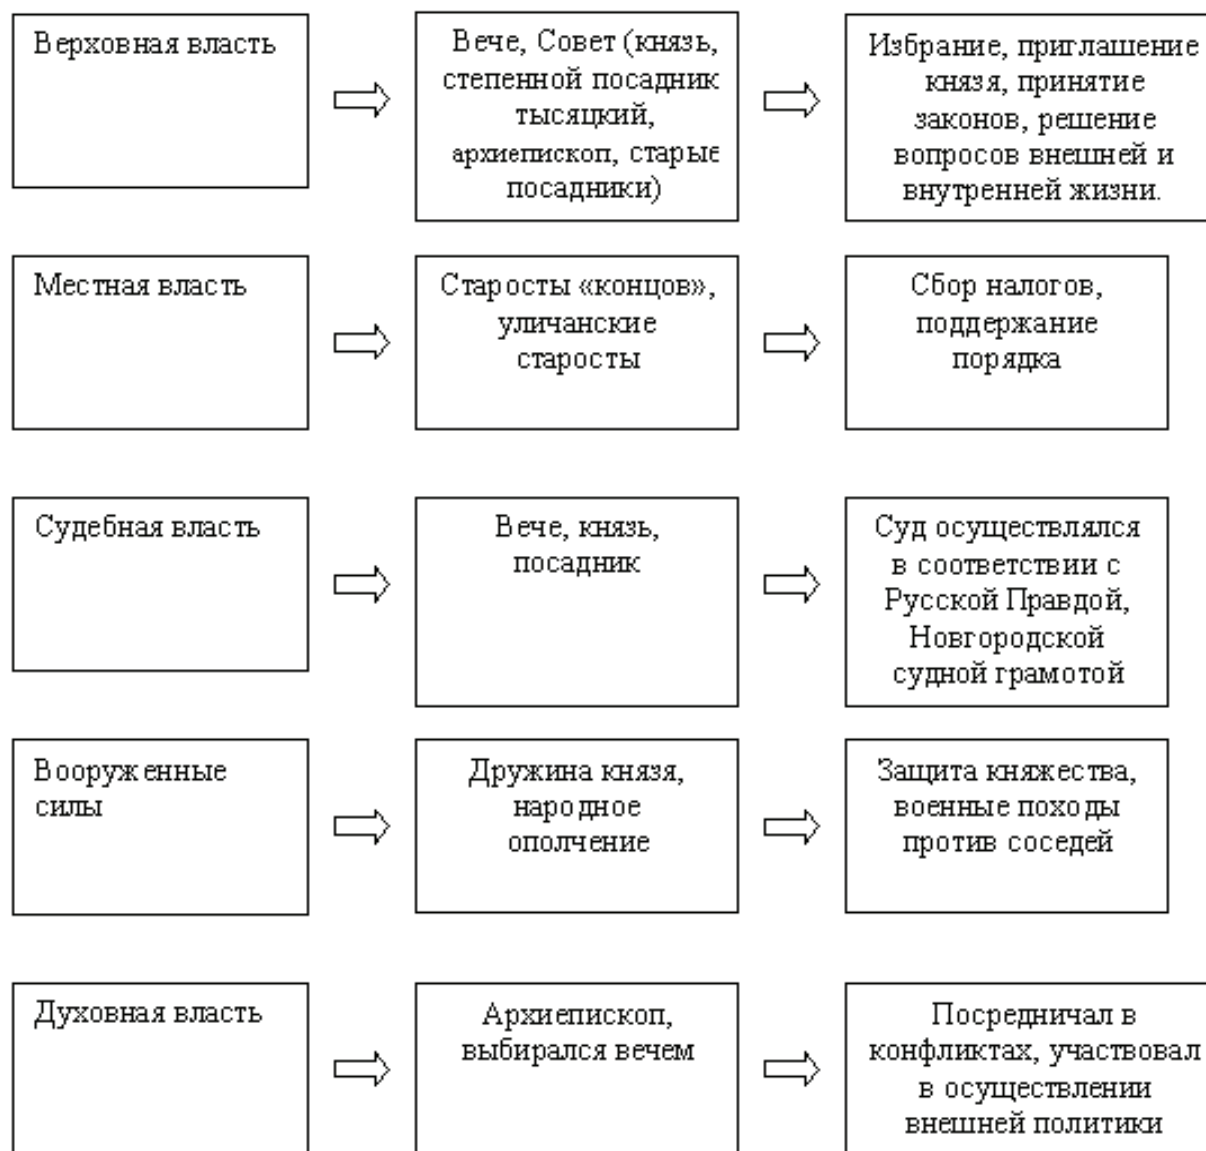 Верховная власть
Вече, Совет (князь,
степенной посадник
тысяцкий,
архиепископ, старые
посадники)
Избрание, приглашение
князя, принятие
законов, решение
вопросов внешней и
внутренней жизни.
Местная власть
Старосты «концов»,
уличанские
старосты
Сбор налогов,
поддержание
порядка
Судебная власть
Вече, князь,
посадник
Суд осуществлялся
в соответствии с
Русской Правдой,
Новгородской
судной грамотой
Вооруженные
силы
Дружина князя,
народное
ополчение
Защита княжества,
военные походы
против соседей
Духовная власть
Архиепископ,
выбирался вечем
Посредничал в
конфликтах, участвовал
в осуществлении
внешней политики